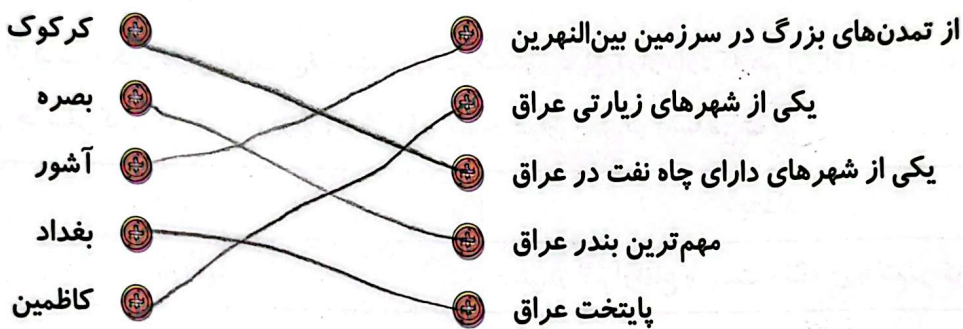 از تمدن‌های بزرگ در سرزمین بین‌النهرین
کرکوک
یکی از شهرهای زیارتی عراق
بصره
یکی از شهرهای دارای چاه نفت در عراق
آشور
مهم‌ترین بندر عراق
بغداد
پایتخت عراق
کاظمین